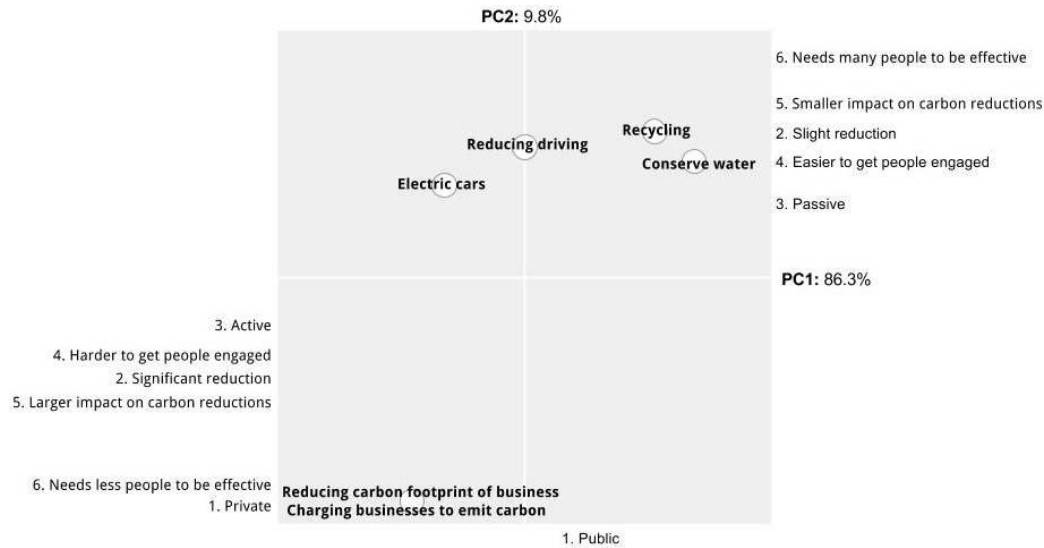 PC2: 9.8%
6. Needs many people to be effective
5. Smaller impact on carbon reductions
Recycling
2. Slight reduction
Reducing driving
Conserve water
4. Easier to get people engaged
Electric cars
3. Passive
PC1: 86.3%
3. Active
4. Harder to get people engaged
2. Significant reduction
5. Larger impact on carbon reductions
6. Needs less people to be effective
1. Private
Reducing carbon footprint of business
Charging businesses to emit carbon
1. Public